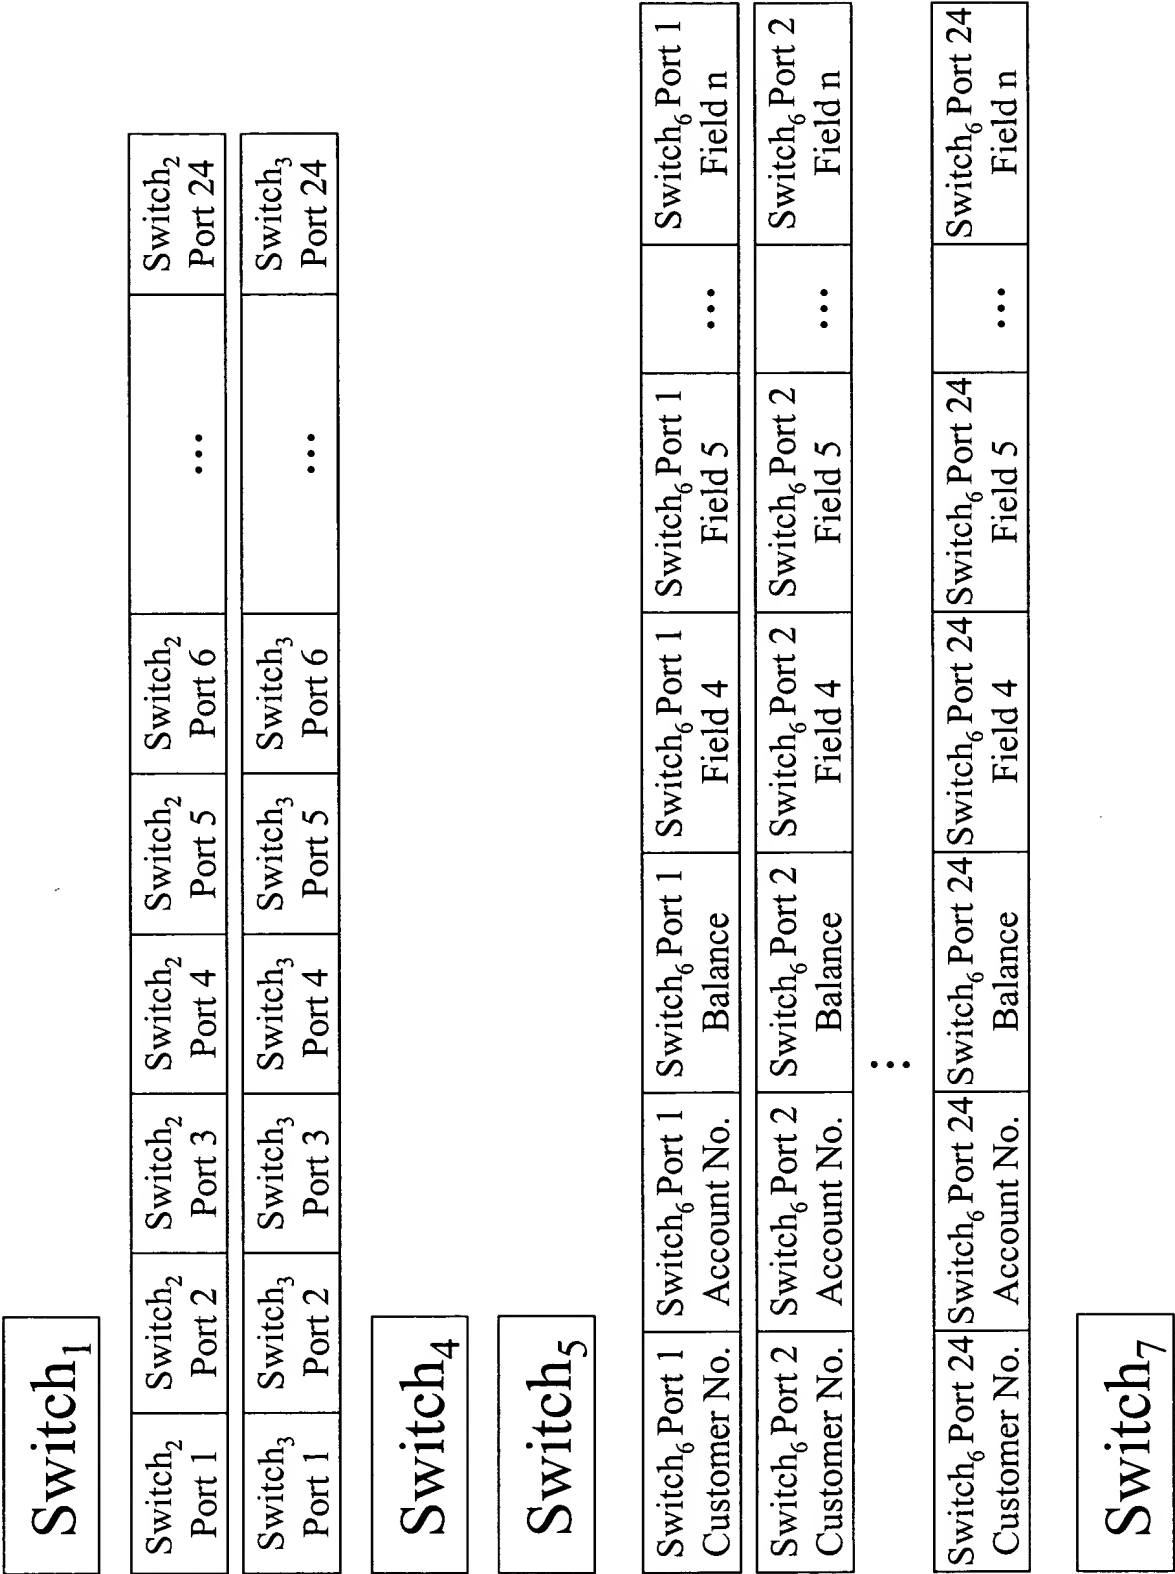 Switch₁
Switch₂
Port 1
Switch₂
Port 2
Switch₂
Port 3
Switch₂
Port 4
Switch₂
Port 5
Switch₂
Port 6
...
Switch₂
Port 24
Switch₃
Port 1
Switch₃
Port 2
Switch₃
Port 3
Switch₃
Port 4
Switch₃
Port 5
Switch₃
Port 6
...
Switch₃
Port 24
Switch₄
Switch₅
Switch₆ Port 1
Customer No.
Switch₆ Port 1
Account No.
Switch₆ Port 1
Balance
Switch₆ Port 1
Field 4
Switch₆ Port 1
Field 5
...
Switch₆ Port 1
Field n
Switch₆ Port 2
Customer No.
Switch₆ Port 2
Account No.
Switch₆ Port 2
Balance
Switch₆ Port 2
Field 4
Switch₆ Port 2
Field 5
...
Switch₆ Port 2
Field n
...
Switch₆ Port 24
Customer No.
Switch₆ Port 24
Account No.
Switch₆ Port 24
Balance
Switch₆ Port 24
Field 4
Switch₆ Port 24
Field 5
...
Switch₆ Port 24
Field n
Switch₇